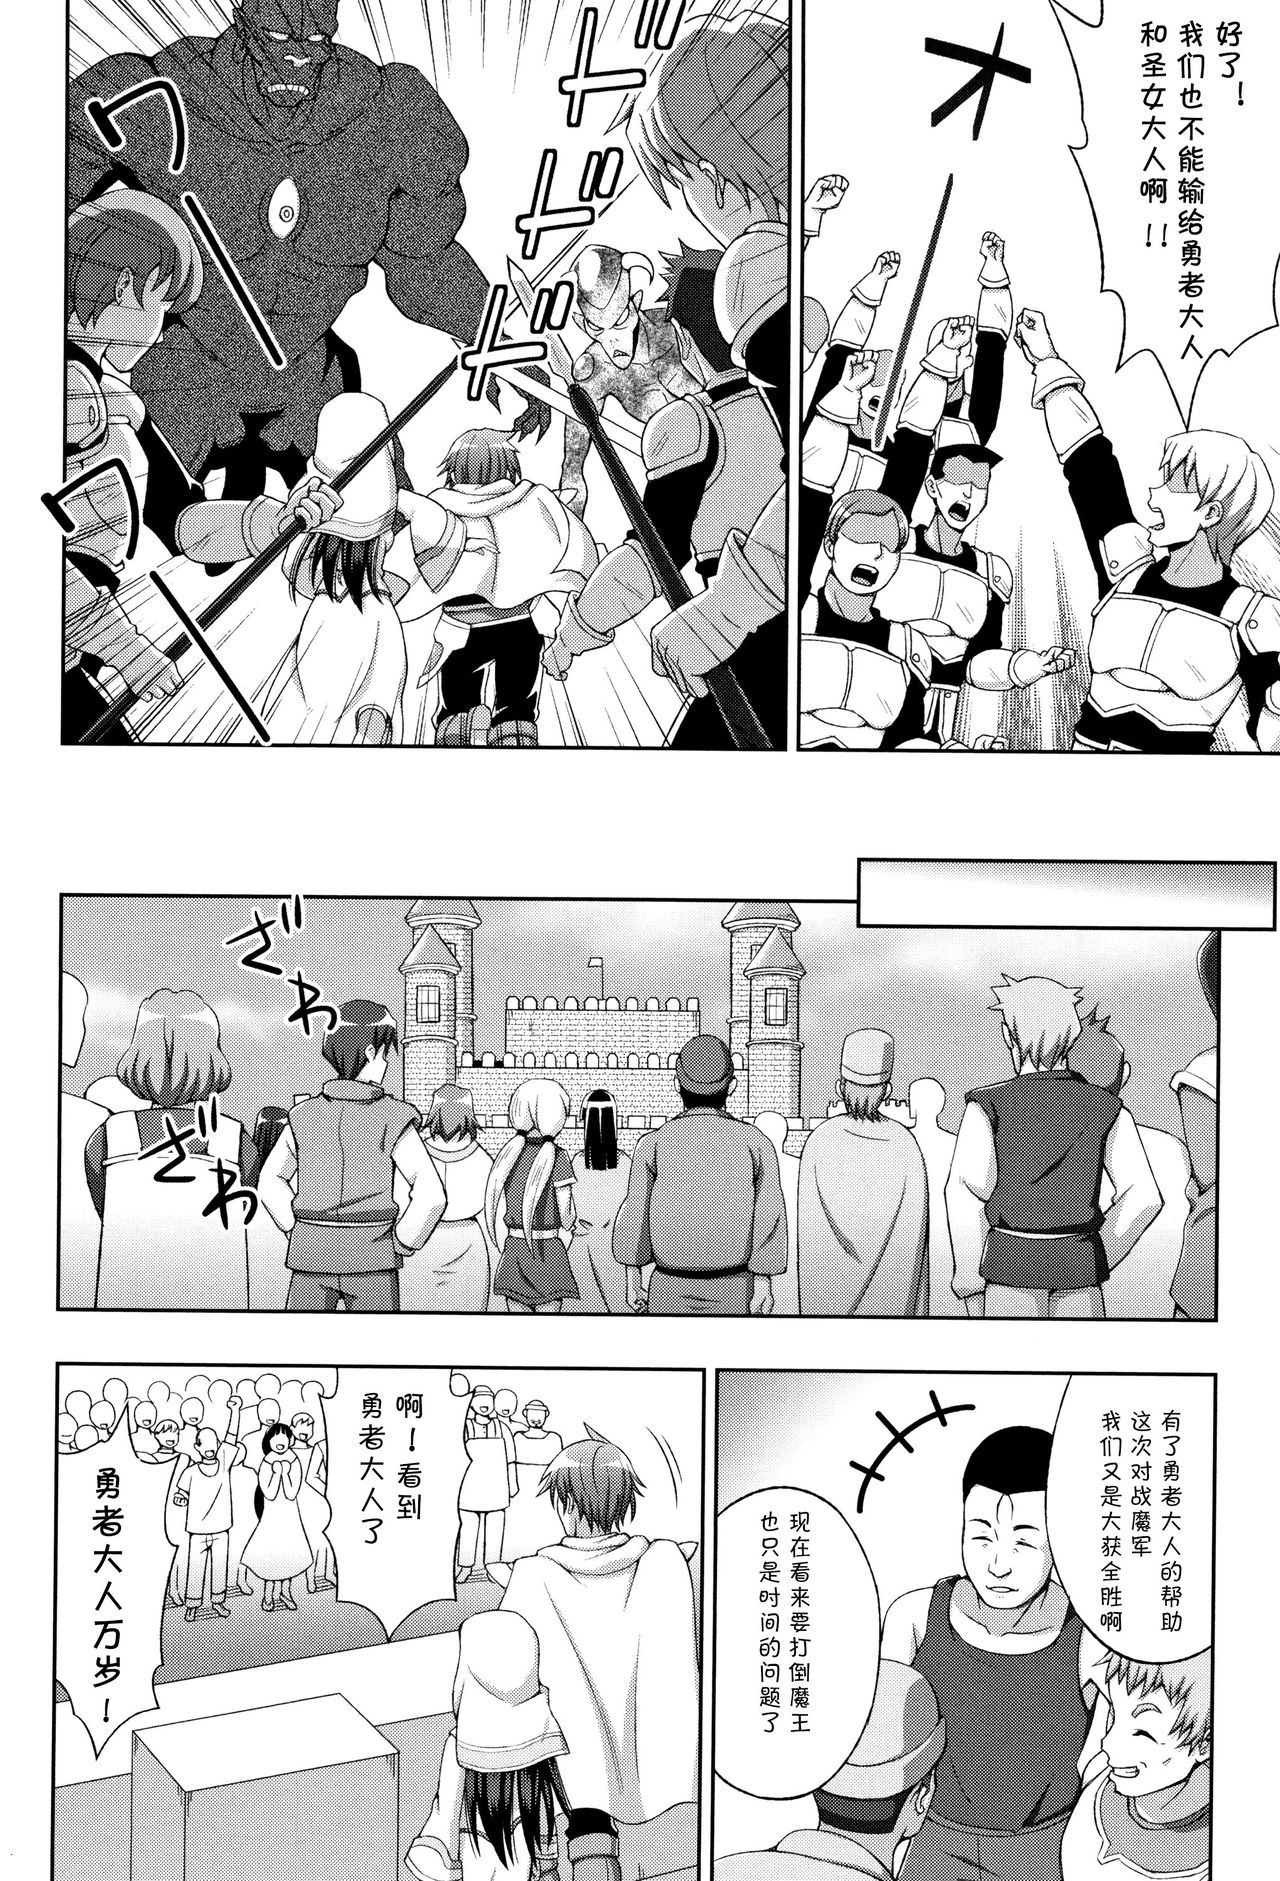 好了！
我们也不能输给勇者大人
和圣女大人啊！！
オ
ドドドド
ワー
ワー
ざわ
ざわ
有了勇者大人的帮助
这次对战魔军
我们又是大获全胜啊
现在看来要打倒魔王
也只是时间的问题了
啊！看到
勇者大人了
勇者大人万岁！